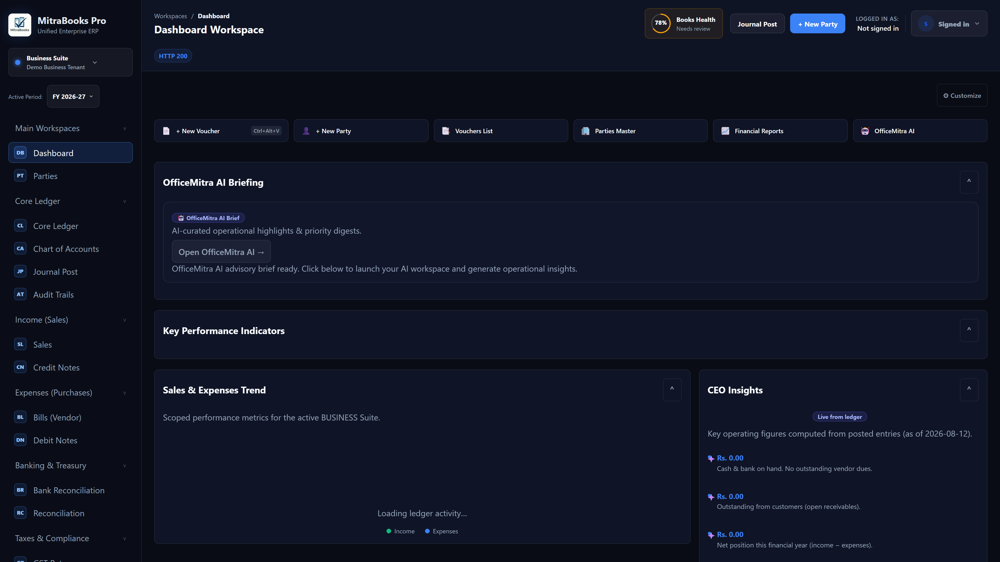 MitraBooks
MitraBooks Pro
Unified Enterprise ERP
Business Suite
Demo Business Tenant
Active Period:
FY 2026-27
Main Workspaces
DB Dashboard
PT Parties
Core Ledger
CL Core Ledger
CA Chart of Accounts
JP Journal Post
AT Audit Trails
Income (Sales)
SL Sales
CN Credit Notes
Expenses (Purchases)
BL Bills (Vendor)
DN Debit Notes
Banking & Treasury
BR Bank Reconciliation
RC Reconciliation
Taxes & Compliance
Workspaces / Dashboard
Dashboard Workspace
HTTP 200
78%
Books Health
Needs review
Journal Post
+ New Party
LOGGED IN AS:
Not signed in
S Signed in
⚙ Customize
+ New Voucher Ctrl+Alt+V
+ New Party
Vouchers List
Parties Master
Financial Reports
OfficeMitra AI
OfficeMitra AI Briefing
^
OfficeMitra AI Brief
AI-curated operational highlights & priority digests.
Open OfficeMitra AI →
OfficeMitra AI advisory brief ready. Click below to launch your AI workspace and generate operational insights.
Key Performance Indicators
^
Sales & Expenses Trend
^
Scoped performance metrics for the active BUSINESS Suite.
Loading ledger activity...
Income
Expenses
CEO Insights
^
Live from ledger
Key operating figures computed from posted entries (as of 2026-08-12).
Rs. 0.00
Cash & bank on hand. No outstanding vendor dues.
Rs. 0.00
Outstanding from customers (open receivables).
Rs. 0.00
Net position this financial year (income − expenses).